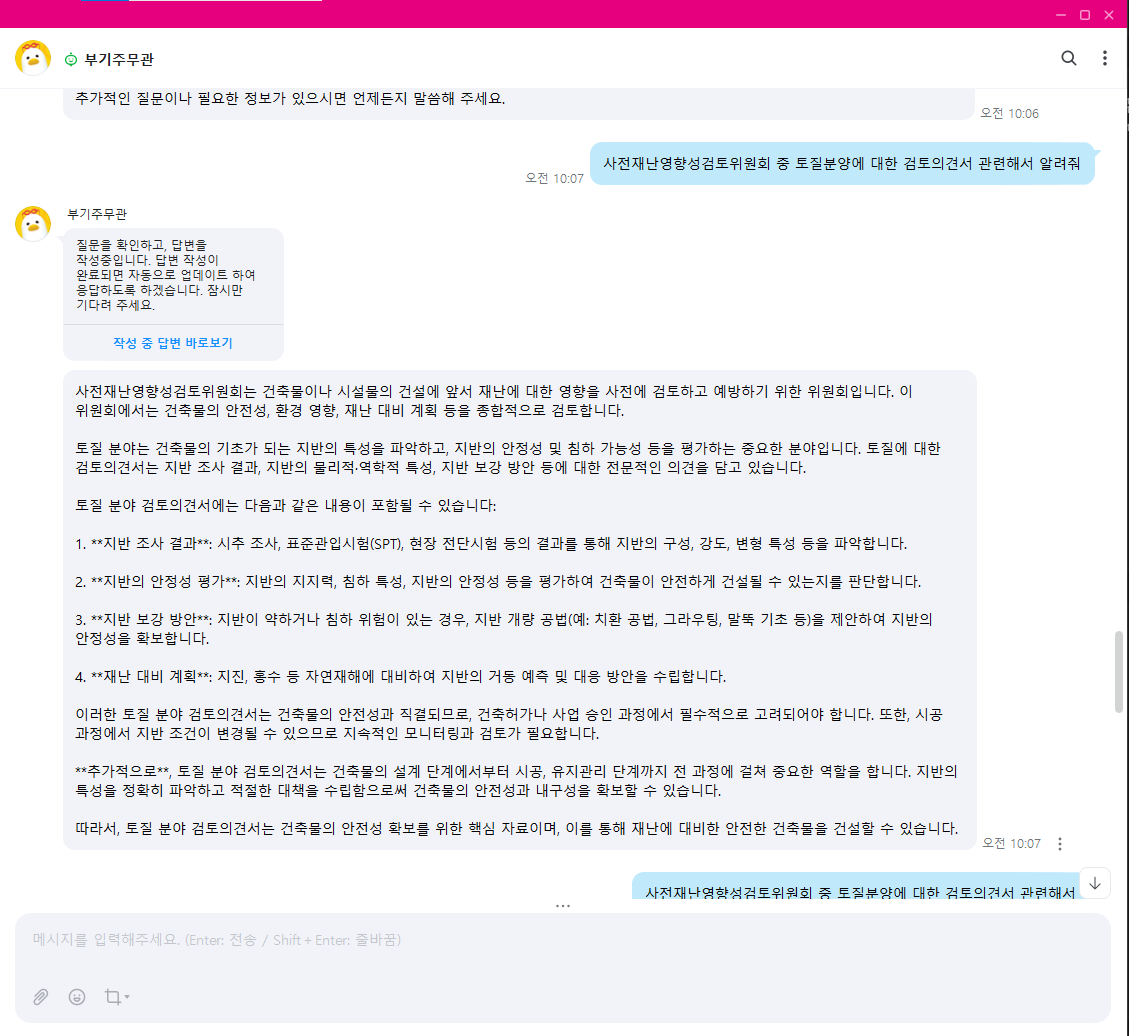 부기주무관
추가적인 질문이나 필요한 정보가 있으시면 언제든지 말씀해 주세요.
오전 10:06
사전재난영향성검토위원회 중 토질분양에 대한 검토의견서 관련해서 알려줘
오전 10:07
부기주무관
질문을 확인하고, 답변을
작성중입니다. 답변 작성이
완료되면 자동으로 업데이트 하여
응답하도록 하겠습니다. 잠시만
기다려 주세요.
작성 중 답변 바로보기
사전재난영향성검토위원회는 건축물이나 시설물의 건설에 앞서 재난에 대한 영향을 사전에 검토하고 예방하기 위한 위원회입니다. 이
위원회에서는 건축물의 안전성, 환경 영향, 재난 대비 계획 등을 종합적으로 검토합니다.
토질 분야는 건축물의 기초가 되는 지반의 특성을 파악하고, 지반의 안정성 및 침하 가능성 등을 평가하는 중요한 분야입니다. 토질에 대한
검토의견서는 지반 조사 결과, 지반의 물리적·역학적 특성, 지반 보강 방안 등에 대한 전문적인 의견을 담고 있습니다.
토질 분야 검토의견서에는 다음과 같은 내용이 포함될 수 있습니다:
1. **지반 조사 결과**: 시추 조사, 표준관입시험(SPT), 현장 전단시험 등의 결과를 통해 지반의 구성, 강도, 변형 특성 등을 파악합니다.
2. **지반의 안정성 평가**: 지반의 지지력, 침하 특성, 지반의 안정성 등을 평가하여 건축물이 안전하게 건설될 수 있는지를 판단합니다.
3. **지반 보강 방안**: 지반이 약하거나 침하 위험이 있는 경우, 지반 개량 공법(예: 치환 공법, 그라우팅, 말뚝 기초 등)을 제안하여 지반의
안정성을 확보합니다.
4. **재난 대비 계획**: 지진, 홍수 등 자연재해에 대비하여 지반의 거동 예측 및 대응 방안을 수립합니다.
이러한 토질 분야 검토의견서는 건축물의 안전성과 직결되므로, 건축허가나 사업 승인 과정에서 필수적으로 고려되어야 합니다. 또한, 시공
과정에서 지반 조건이 변경될 수 있으므로 지속적인 모니터링과 검토가 필요합니다.
**추가적으로**, 토질 분야 검토의견서는 건축물의 설계 단계에서부터 시공, 유지관리 단계까지 전 과정에 걸쳐 중요한 역할을 합니다. 지반의
특성을 정확히 파악하고 적절한 대책을 수립함으로써 건축물의 안전성과 내구성을 확보할 수 있습니다.
따라서, 토질 분야 검토의견서는 건축물의 안전성 확보를 위한 핵심 자료이며, 이를 통해 재난에 대비한 안전한 건축물을 건설할 수 있습니다.
오전 10:07
사전재난영향성검토위원회 중 토질분양에 대한 검토의견서 관련해서
메시지를 입력해주세요. (Enter: 전송 / Shift + Enter: 줄바꿈)